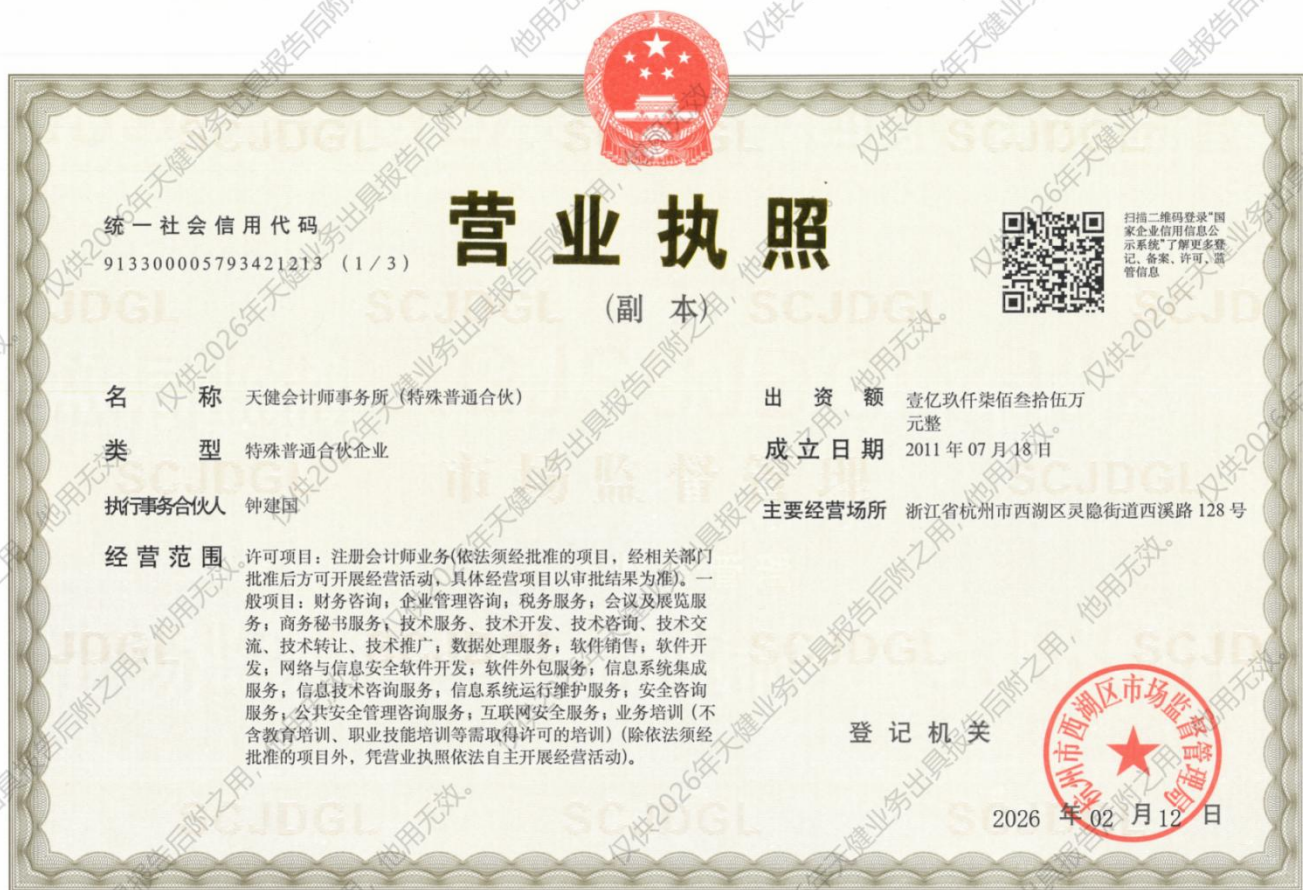 营业执照
(副 本)
统一社会信用代码
913300005793421213 (1/3)
扫描二维码登录"国
家企业信用信息公
示系统"了解更多登
记、备案、许可、监
管信息
名 称 天健会计师事务所(特殊普通合伙)
类 型 特殊普通合伙企业
执行事务合伙人 钟建国
经营范围 许可项目:注册会计师业务(依法须经批准的项目,经相关部门
批准后方可开展经营活动,具体经营项目以审批结果为准)。一
般项目:财务咨询;企业管理咨询;税务服务;会议及展览服
务;商务秘书服务;技术服务、技术开发、技术咨询、技术交
流、技术转让、技术推广;数据处理服务;软件销售;软件开
发;网络与信息安全软件开发;软件外包服务;信息系统集成
服务;信息技术咨询服务;信息系统运行维护服务;安全咨询
服务;公共安全管理咨询服务;互联网安全服务;业务培训(不
含教育培训、职业技能培训等需取得许可的培训)(除依法须经
批准的项目外,凭营业执照依法自主开展经营活动)。
出 资 额 壹亿玖仟柒佰叁拾伍万
元整
成立日期 2011年07月18日
主要经营场所 浙江省杭州市西湖区灵隐街道西溪路128号
登记机关
杭州市西湖区市场监督管理局
2026 年 02 月 12 日
仅供2026年天健业务出具报告后附之用,他用无效。
SCJDGL
市场监督管理